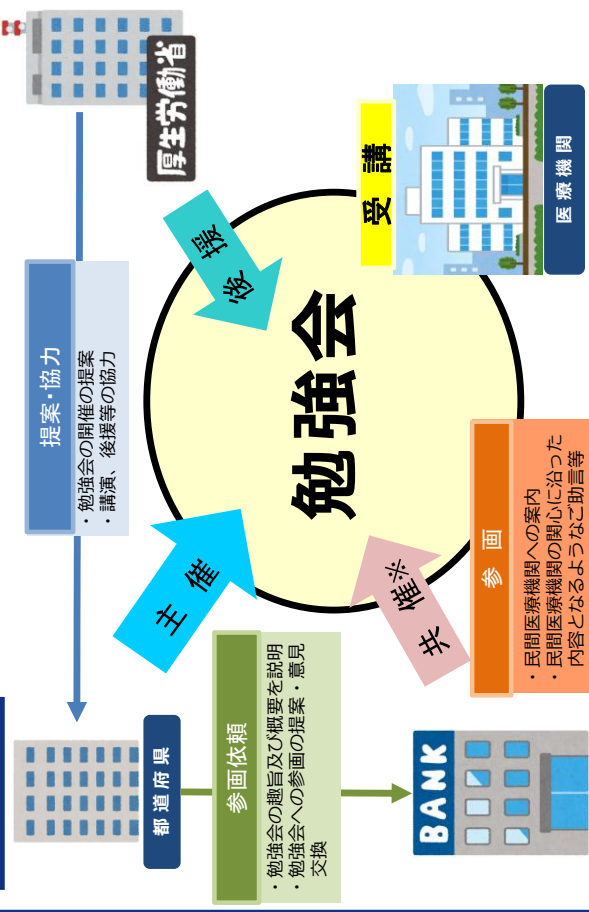 都道府県
提案・協力
・勉強会の開催の提案
・講演、後援等の協力
厚生労働省
参画依頼
・勉強会の趣旨及び概要を説明
・勉強会への参画の提案・意見
交換
主催
後援
勉強会
共催※
受講
医療機関
BANK
参画
・民間医療機関への案内
・民間医療機関の関心に沿った
内容となるようなご助言等